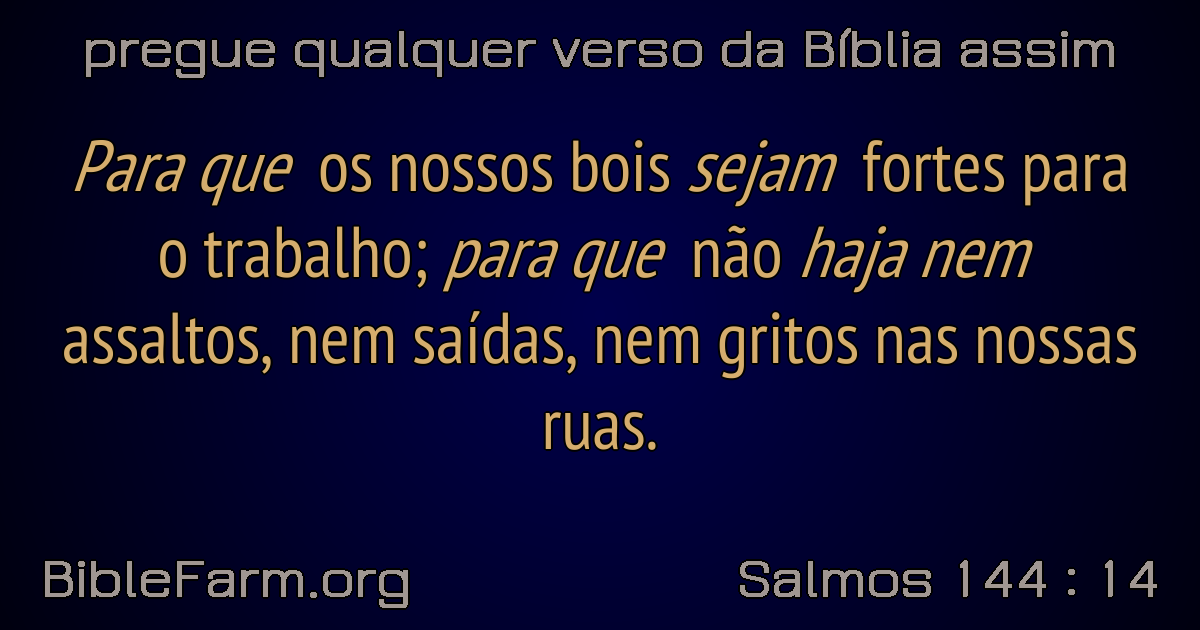 pregue qualquer verso da Bíblia assim
Para que os nossos bois sejam fortes para
o trabalho; para que não haja nem
assaltos, nem saídas, nem gritos nas nossas
ruas.
BibleFarm.org
Salmos 144 : 14